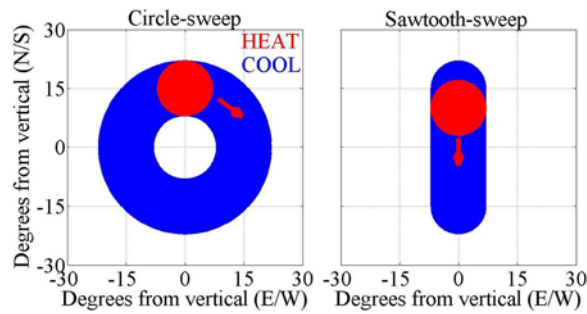 Circle-sweep
Sawtooth-sweep
Degrees from vertical (N/S)
30
15
0
-15
-30
HEAT
COOL
-30 -15 0 15 30
-30 -15 0 15 30
Degrees from vertical (E/W)
Degrees from vertical (E/W)